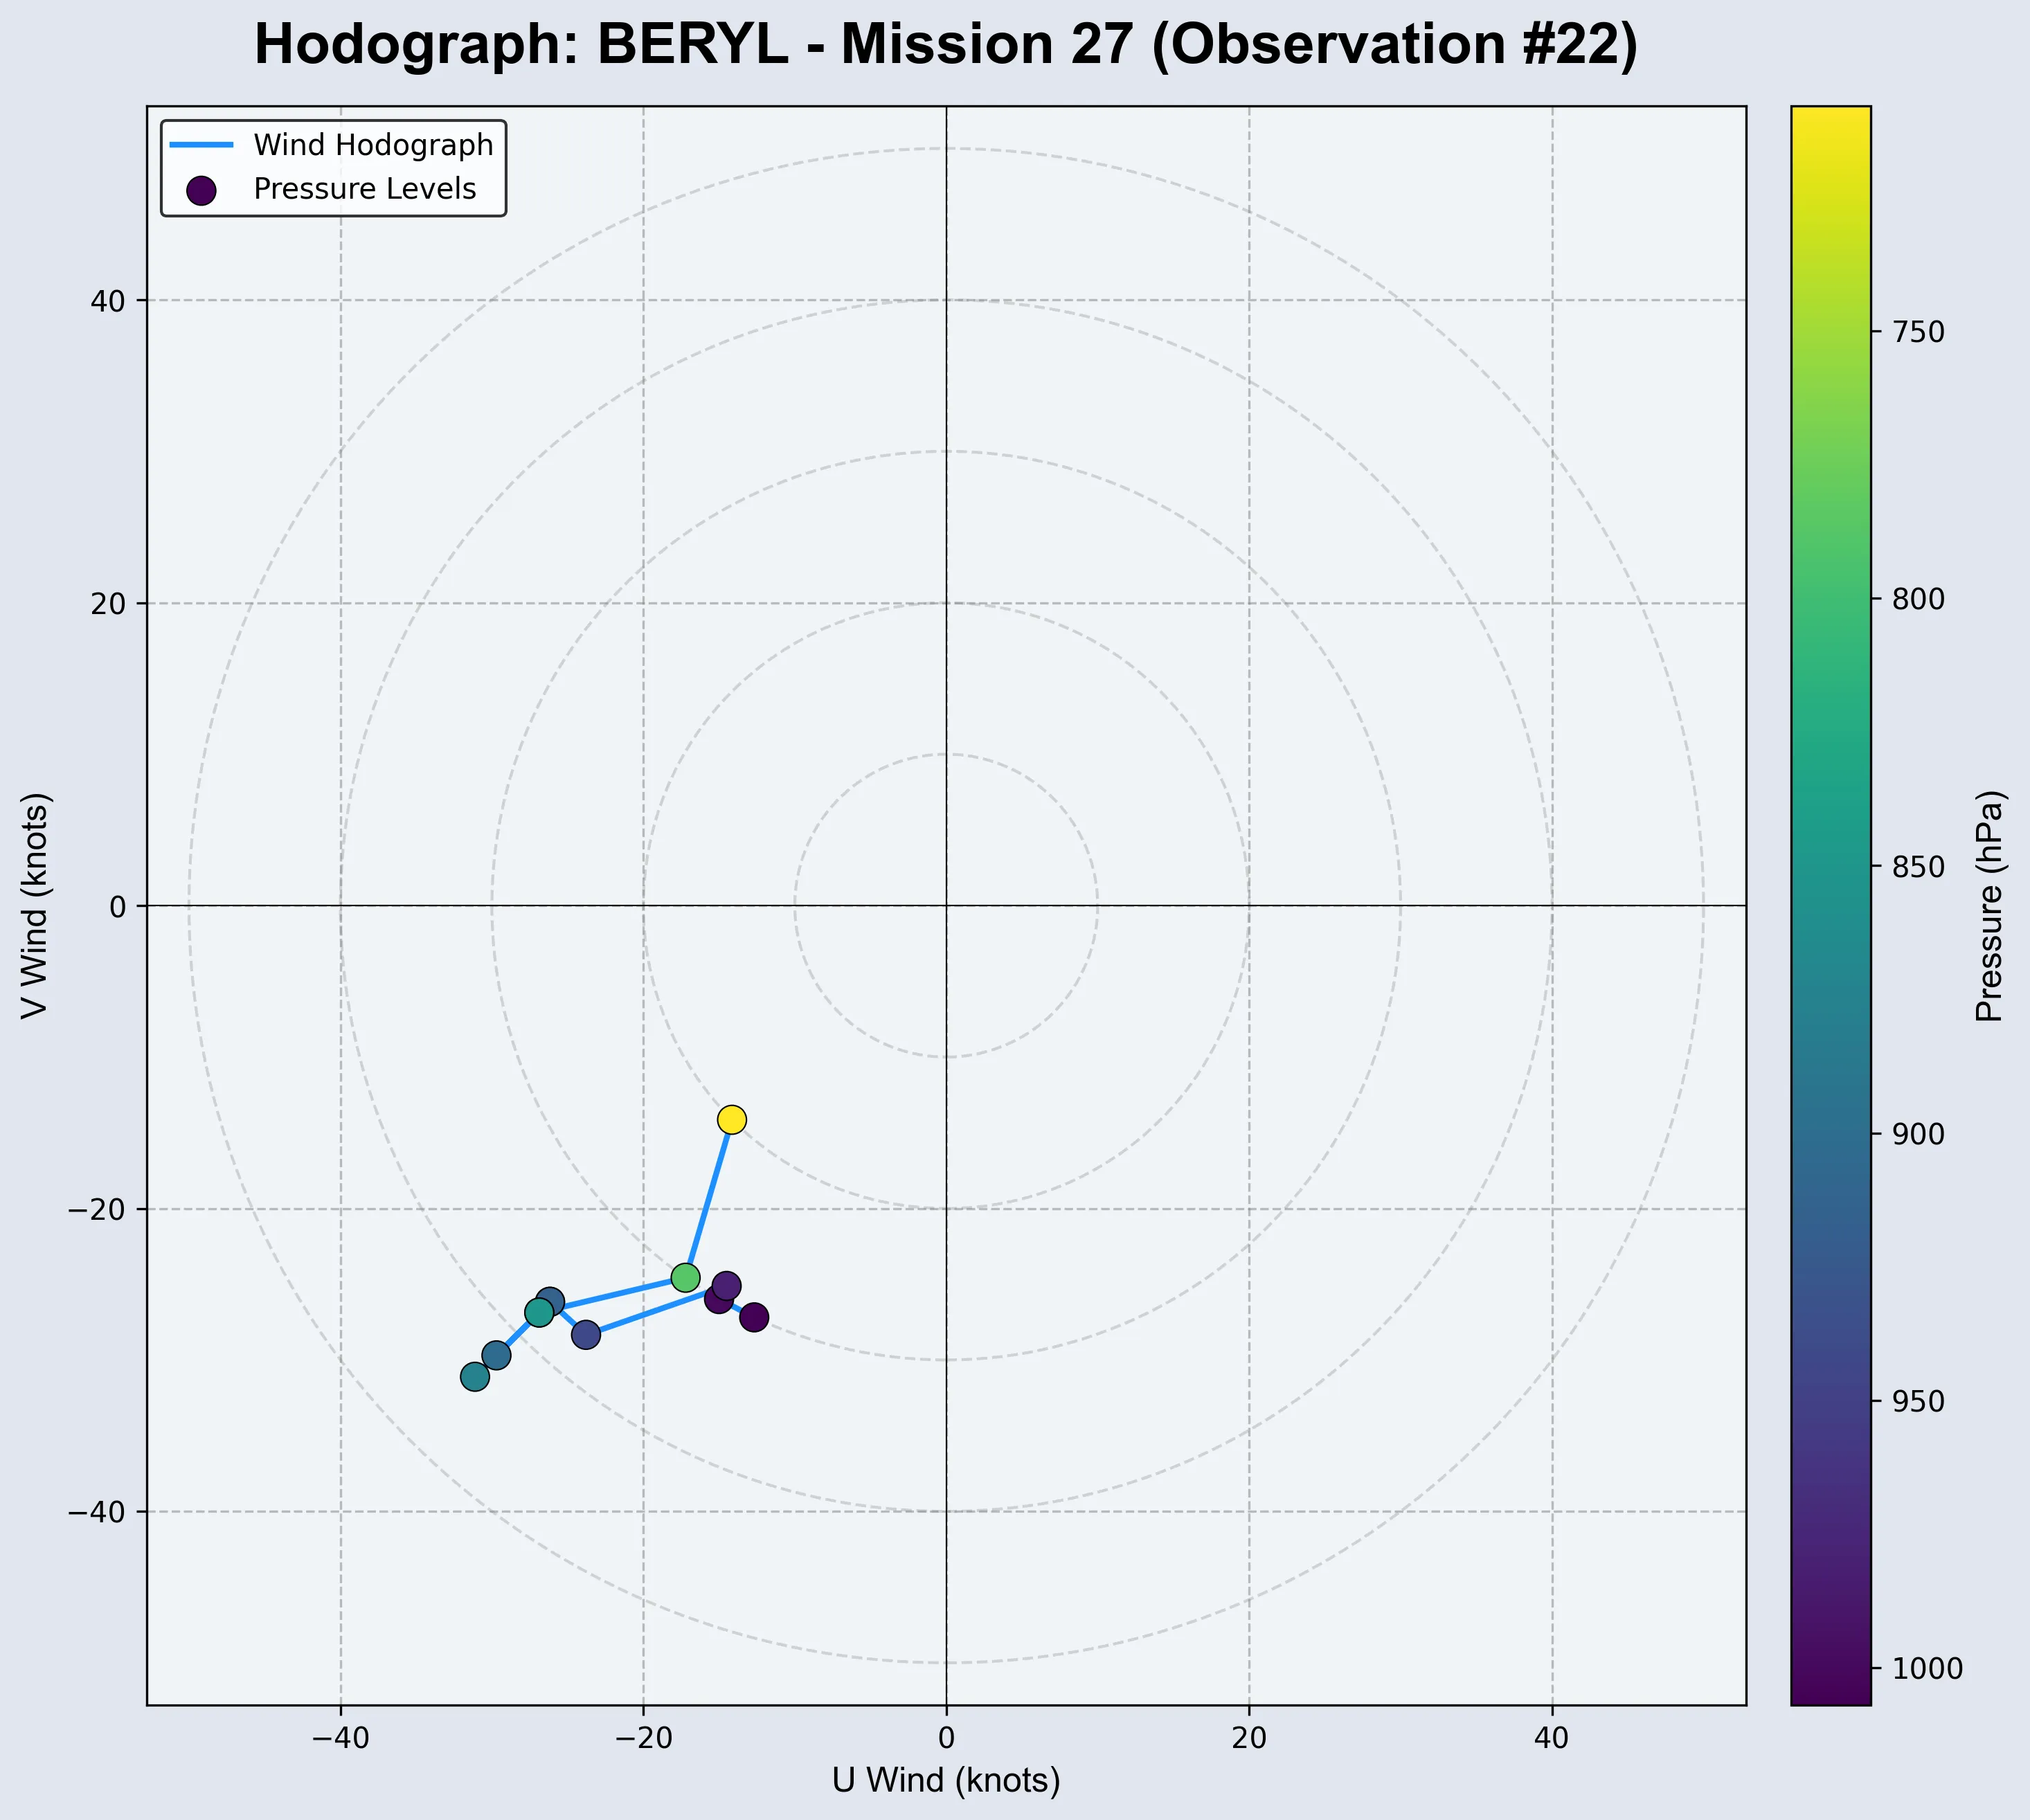 Hodograph: BERYL - Mission 27 (Observation #22)
Wind Hodograph
Pressure Levels
40
20
0
−20
−40
V Wind (knots)
−40
−20
0
20
40
U Wind (knots)
750
800
850
900
950
1000
Pressure (hPa)